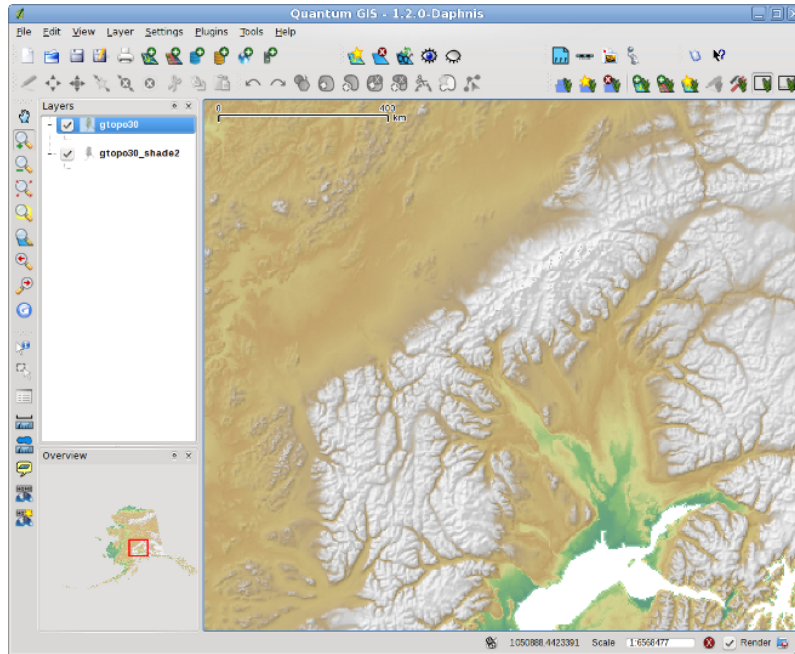 Quantum GIS - 1.2.0-Daphnis
File Edit View Layer Settings Plugins Tools Help
Layers
gtopo30
gtopo30_shade2
0 400
km
Overview
1050888.4423391 Scale 1:6568477 Render